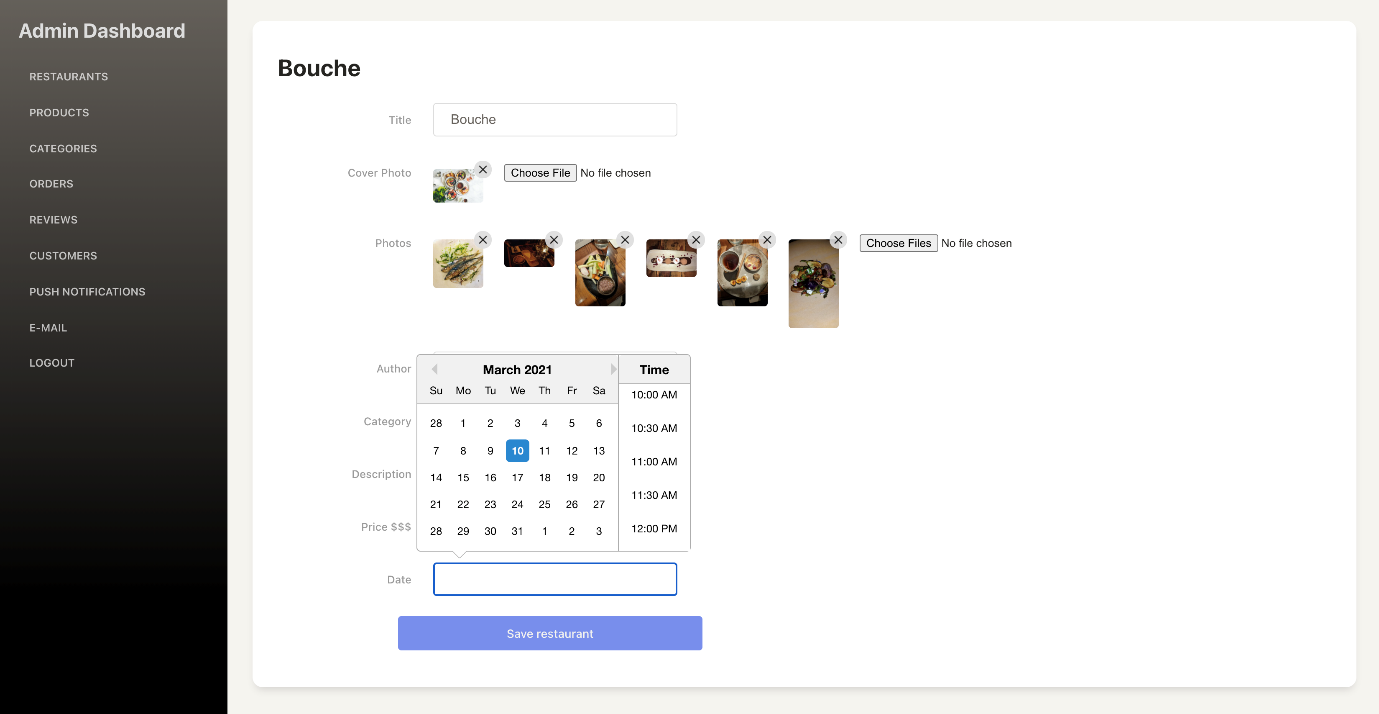 Admin Dashboard
RESTAURANTS
PRODUCTS
CATEGORIES
ORDERS
REVIEWS
CUSTOMERS
PUSH NOTIFICATIONS
E-MAIL
LOGOUT
Bouche
Title Bouche
Cover Photo Choose File No file chosen
Photos Choose Files No file chosen
Author
Category
Description
Price $$$
March 2021
Su Mo Tu We Th Fr Sa
28 1 2 3 4 5 6
7 8 9 10 11 12 13
14 15 16 17 18 19 20
21 22 23 24 25 26 27
28 29 30 31 1 2 3
Time
10:00 AM
10:30 AM
11:00 AM
11:30 AM
12:00 PM
Date
Save restaurant